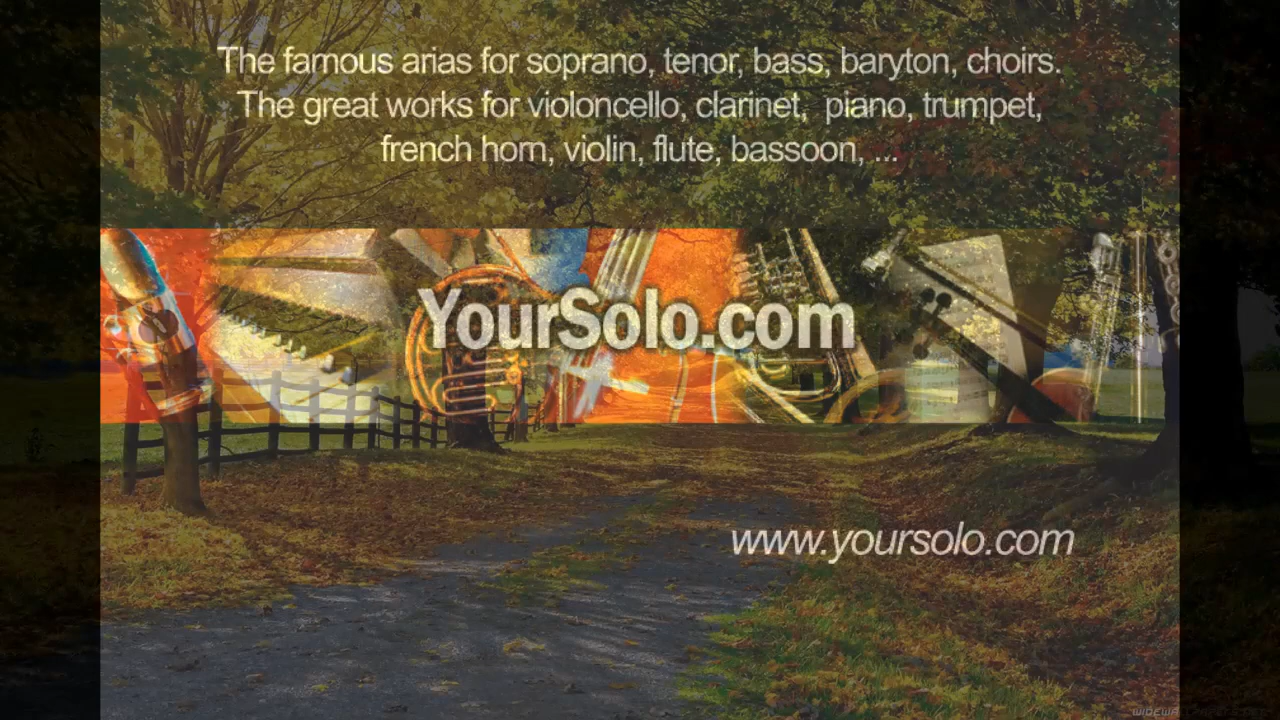 The famous arias for soprano, tenor, bass, baryton, choirs.
The great works for violoncello, clarinet, piano, trumpet,
french horn, violin, flute, bassoon, ...
YourSolo.com
www.yoursolo.com